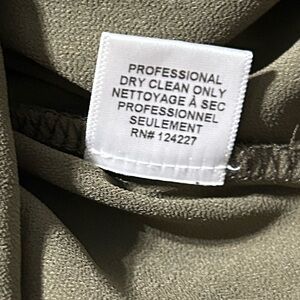 PROFESSIONAL
DRY CLEAN ONLY
NETTOYAGE À SEC
PROFESSIONNEL
SEULEMENT
RN# 124227